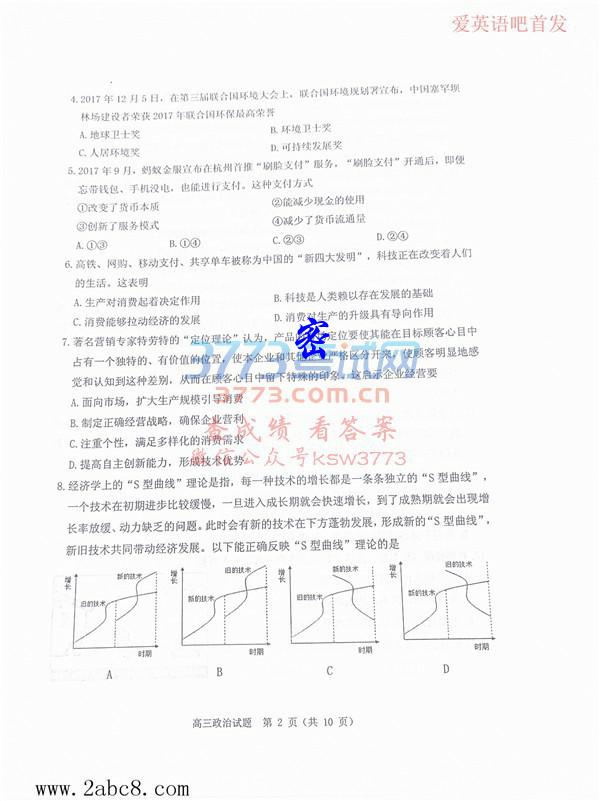 爱英语吧首发
4. 2017 年 12 月 5 日，在第三届联合国环境大会上，联合国环境规划署宣布，中国塞罕坝
林场建设者荣获 2017 年联合国环保最高荣誉
A. 地球卫士奖 B. 环境卫士奖
C. 人居环境奖 D. 可持续发展奖
5. 2017 年 9 月，蚂蚁金服宣布在杭州首推“刷脸支付”服务，“刷脸支付”开通后，即便
忘带钱包、手机没电，也能进行支付。这种支付方式
①改变了货币本质 ②能减少现金的使用
③创新了服务模式 ④减少了货币流通量
A. ①③ B. ①④ C. ②③ D. ②④
6. 高铁、网购、移动支付、共享单车被称为中国的“新四大发明”，科技正在改变着人们
的生活。这表明
A. 生产对消费起着决定作用 B. 科技是人类赖以存在发展的基础
C. 消费能够拉动经济的发展 D. 消费对生产的升级具有导向作用
密
7. 著名营销专家特劳特的“定位理论”认为，产品定位要使其能在目标顾客心目中
3773考试网
占有一个独特的、有价值的位置，使本企业和其他严格区分开来，使顾客明显地感
觉和认知到这种差别，从而在顾客心目中留下特殊的印象。这启示企业经营要
3773.com.cn
A. 面向市场，扩大生产规模引导消费
B. 制定正确经营战略，确保企业营利
查成绩 看答案
C. 注重个性，满足多样化的消费需求
微信公众号ksw3773
D. 提高自主创新能力，形成技术优势
8. 经济学上的“S 型曲线”理论是指，每一种技术的增长都是一条条独立的“S 型曲线”，
一个技术在初期进步比较缓慢，一旦进入成长期就会快速增长，到了成熟期就会出现增
长率放缓、动力缺乏的问题。此时会有新的技术在下方蓬勃发展，形成新的“S 型曲线”，
新旧技术共同带动经济发展。以下能正确反映“S 型曲线”理论的是
增长 新的技术 旧的技术 时期
增长 旧的技术 新的技术 时期
增长 旧的技术 新的技术 时期
增长 新的技术 旧的技术 时期
A B C D
高三政治试题 第 2 页（共 10 页）
www.2abc8.com